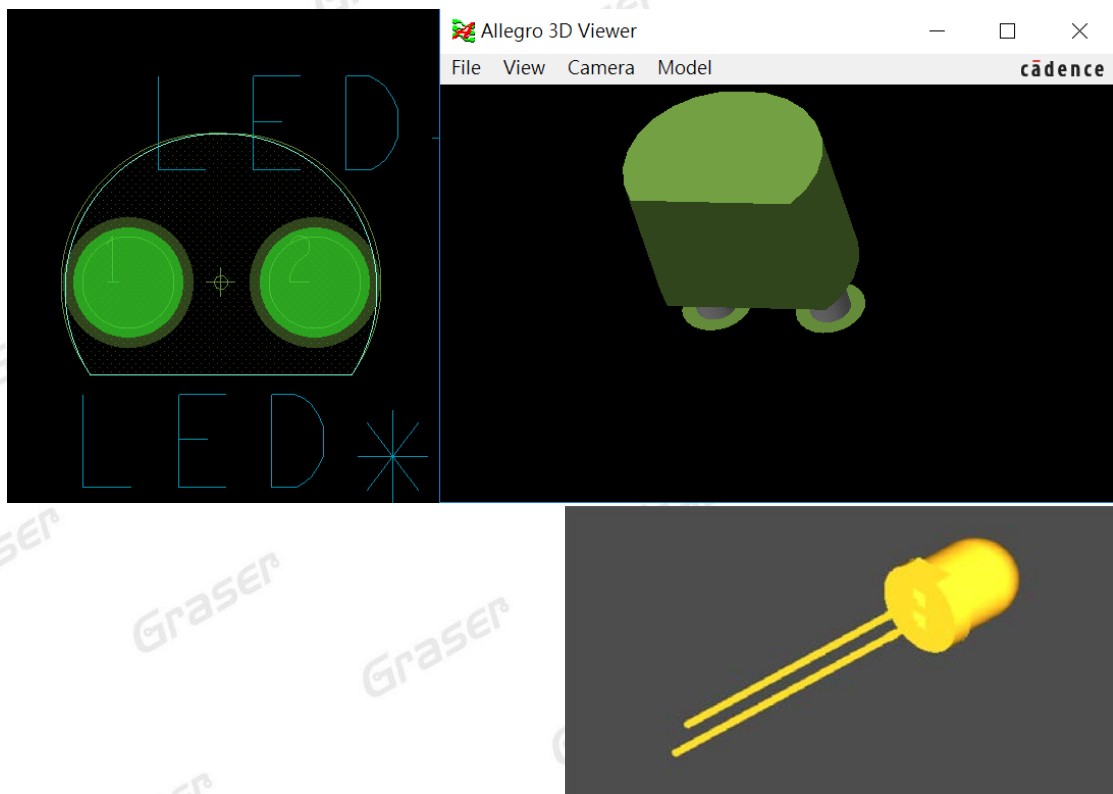 Allegro 3D Viewer
File View Camera Model
cādence
LED
1 2
LED*
Graser
Graser
Graser